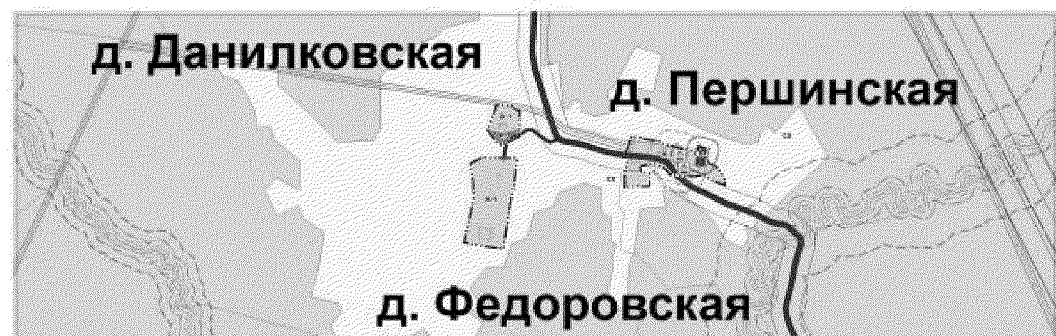 д. Данилковская
д. Першинская
д. Федоровская